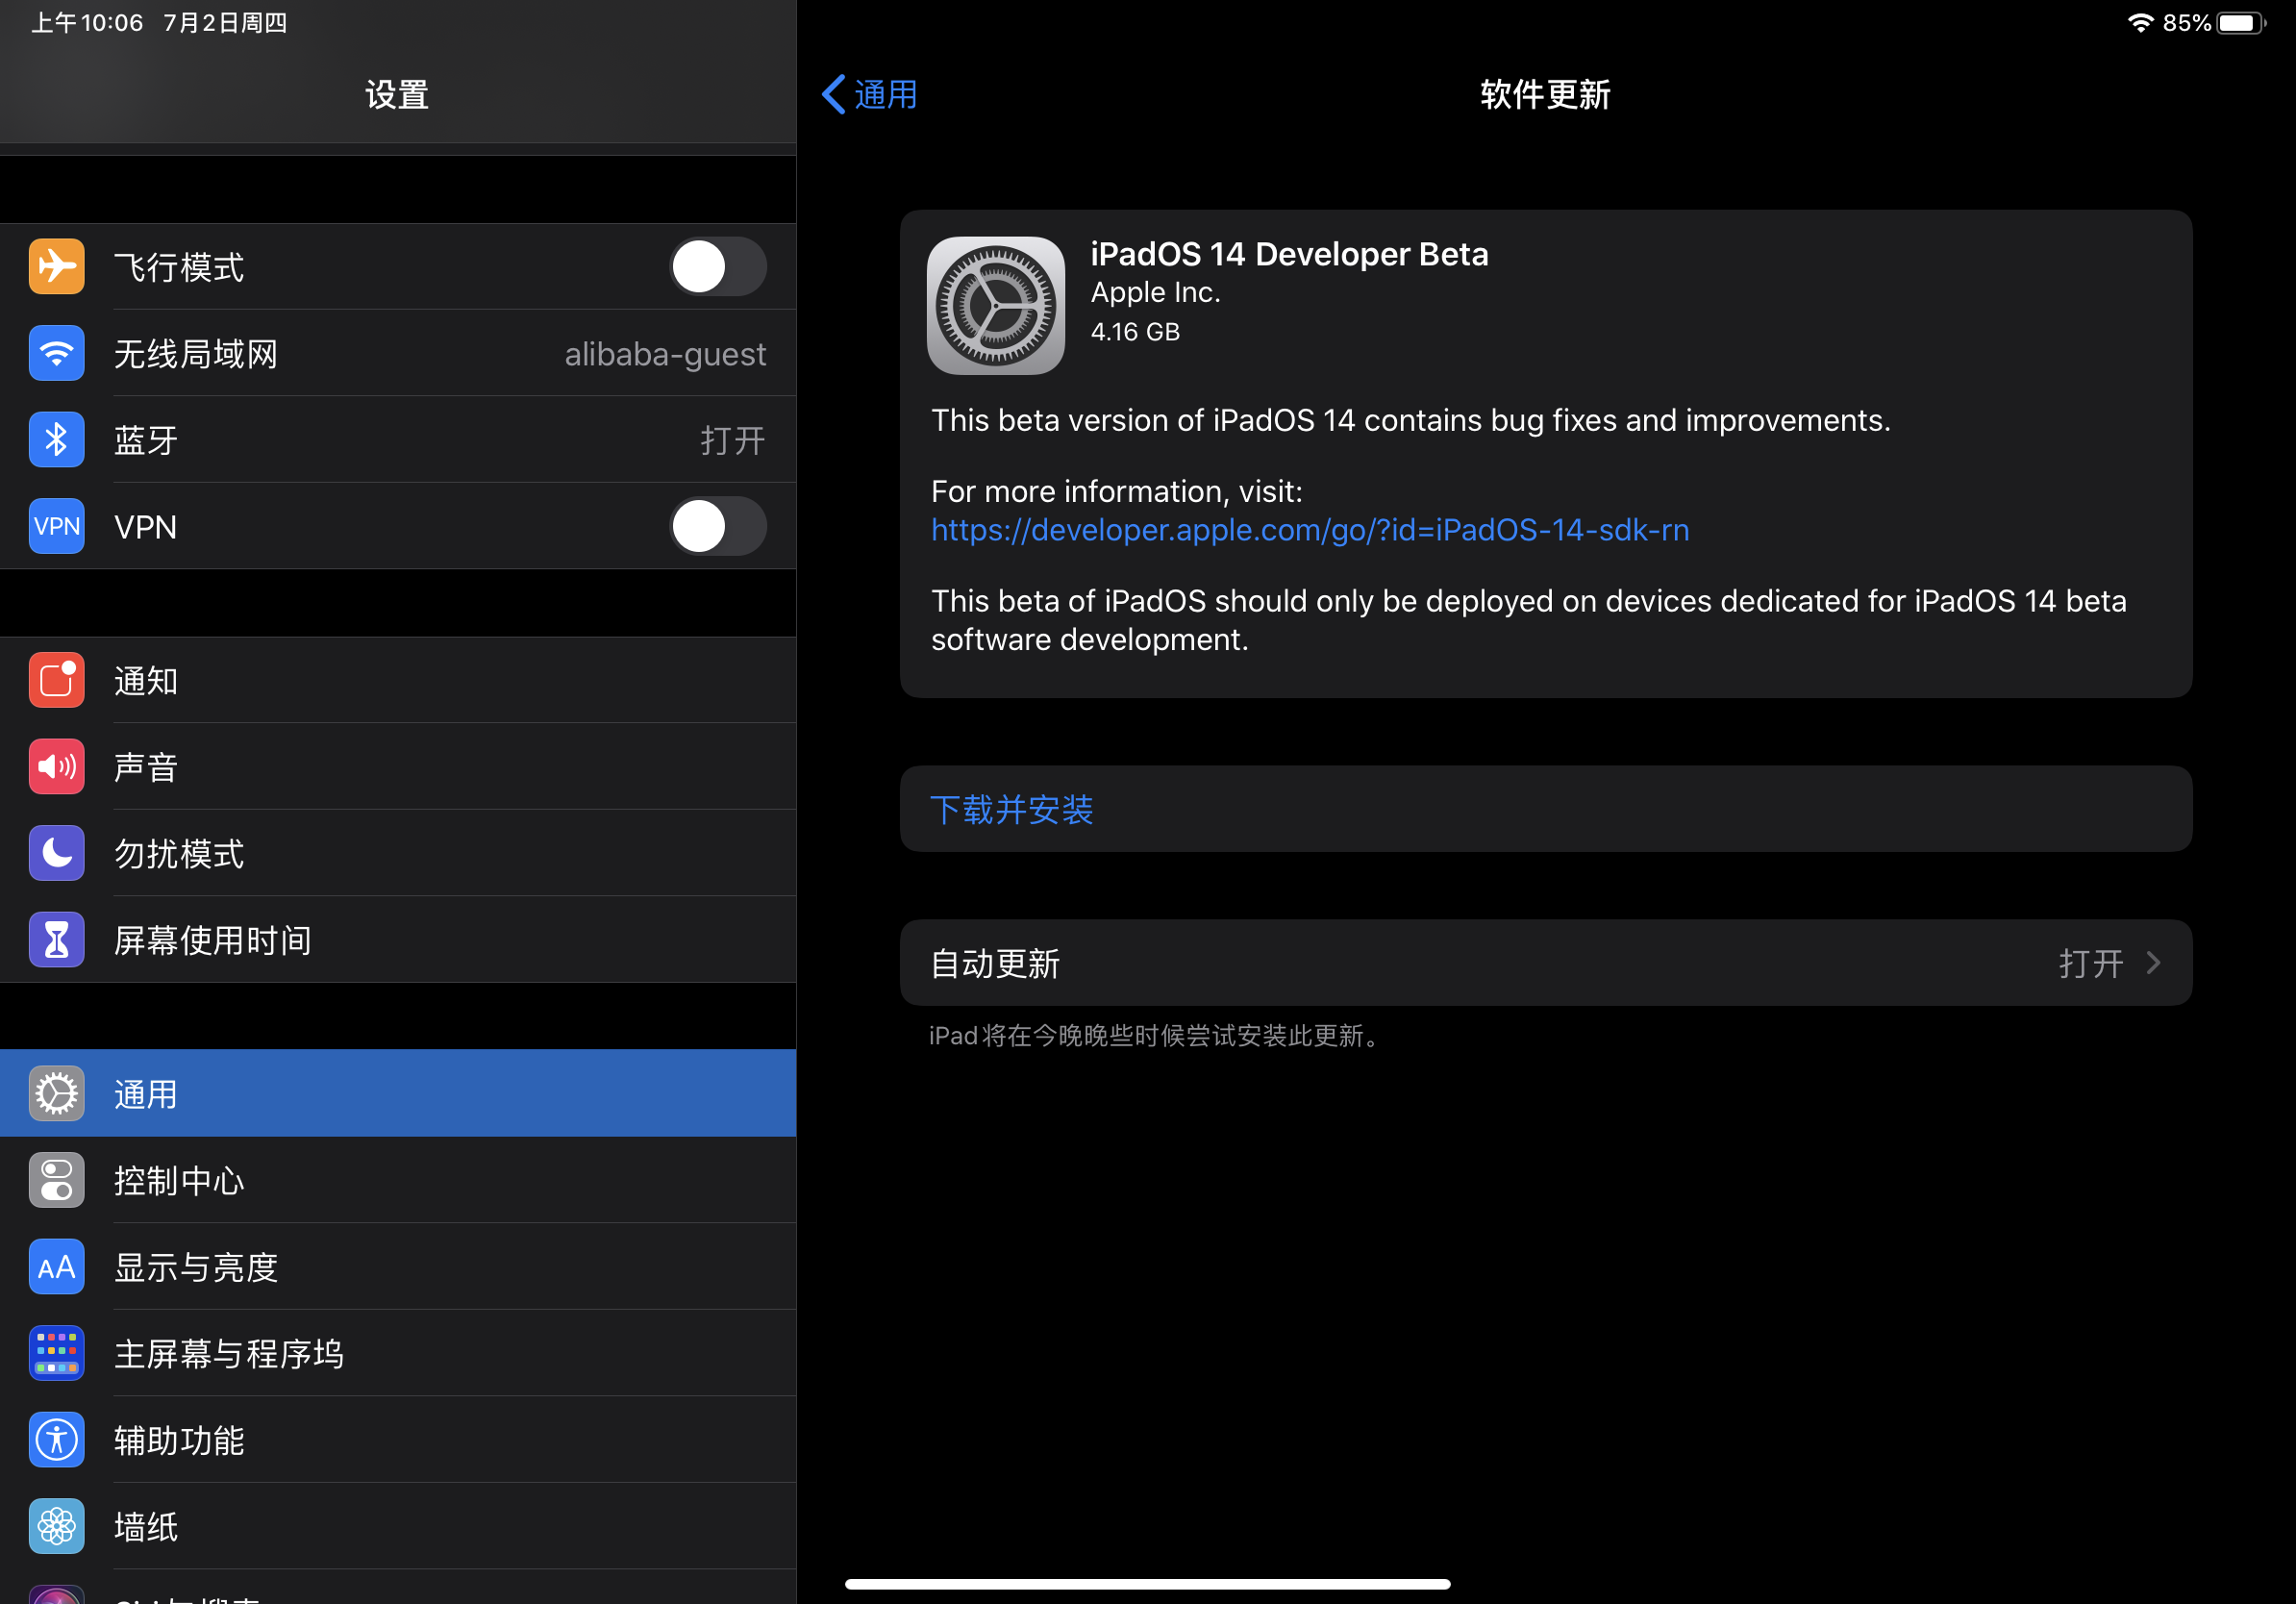 上午10:06 7月2日周四
85%
设置
飞行模式
无线局域网 alibaba-guest
蓝牙 打开
VPN VPN
通知
声音
勿扰模式
屏幕使用时间
通用
控制中心
AA 显示与亮度
主屏幕与程序坞
辅助功能
墙纸
通用 软件更新
iPadOS 14 Developer Beta
Apple Inc.
4.16 GB
This beta version of iPadOS 14 contains bug fixes and improvements.
For more information, visit:
https://developer.apple.com/go/?id=iPadOS-14-sdk-rn
This beta of iPadOS should only be deployed on devices dedicated for iPadOS 14 beta
software development.
下载并安装
自动更新 打开
iPad将在今晚晚些时候尝试安装此更新。